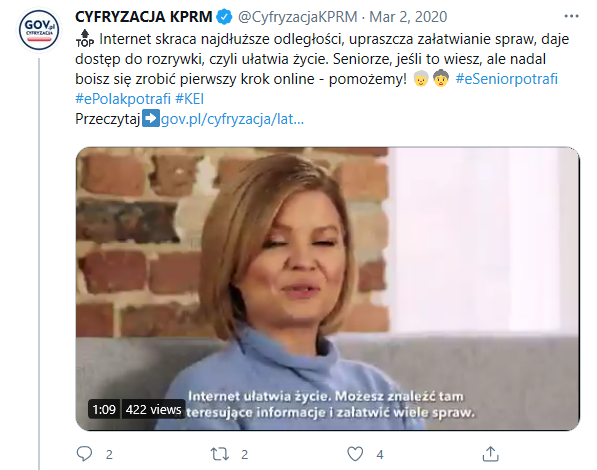 GOV.pl
CYFRYZACJA
CYFRYZACJA KPRM @CyfryzacjaKPRM · Mar 2, 2020
TOP Internet skraca najdłuższe odległości, upraszcza załatwianie spraw, daje
dostęp do rozrywki, czyli ułatwia życie. Seniorze, jeśli to wiesz, ale nadal
boisz się zrobić pierwszy krok online - pomożemy! #eSeniorpotrafi
#ePolakpotrafi #KEI
Przeczytaj➡gov.pl/cyfryzacja/lat...
Internet ułatwia życie. Możesz znaleźć tam
teresujące informacje i załatwić wiele spraw.
1:09 422 views
2 2 4